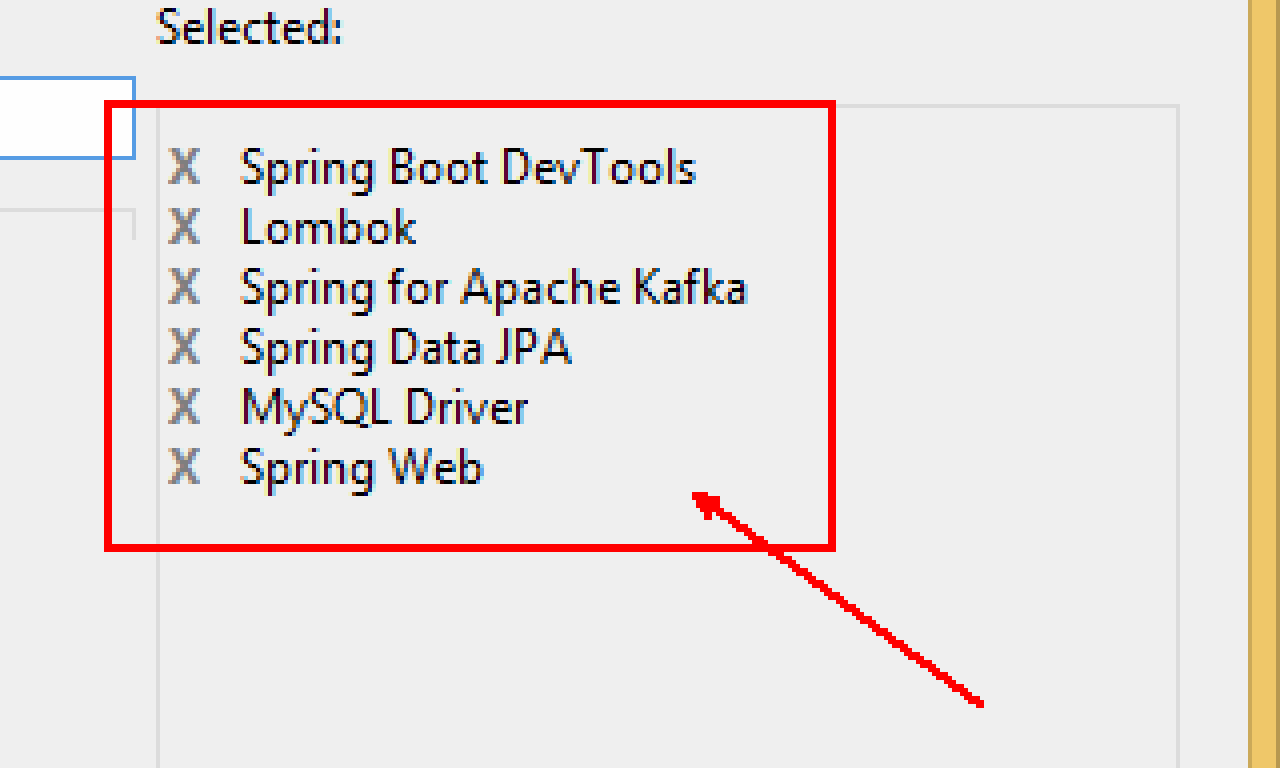 Selected:
X Spring Boot DevTools
X Lombok
X Spring for Apache Kafka
X Spring Data JPA
X MySQL Driver
X Spring Web